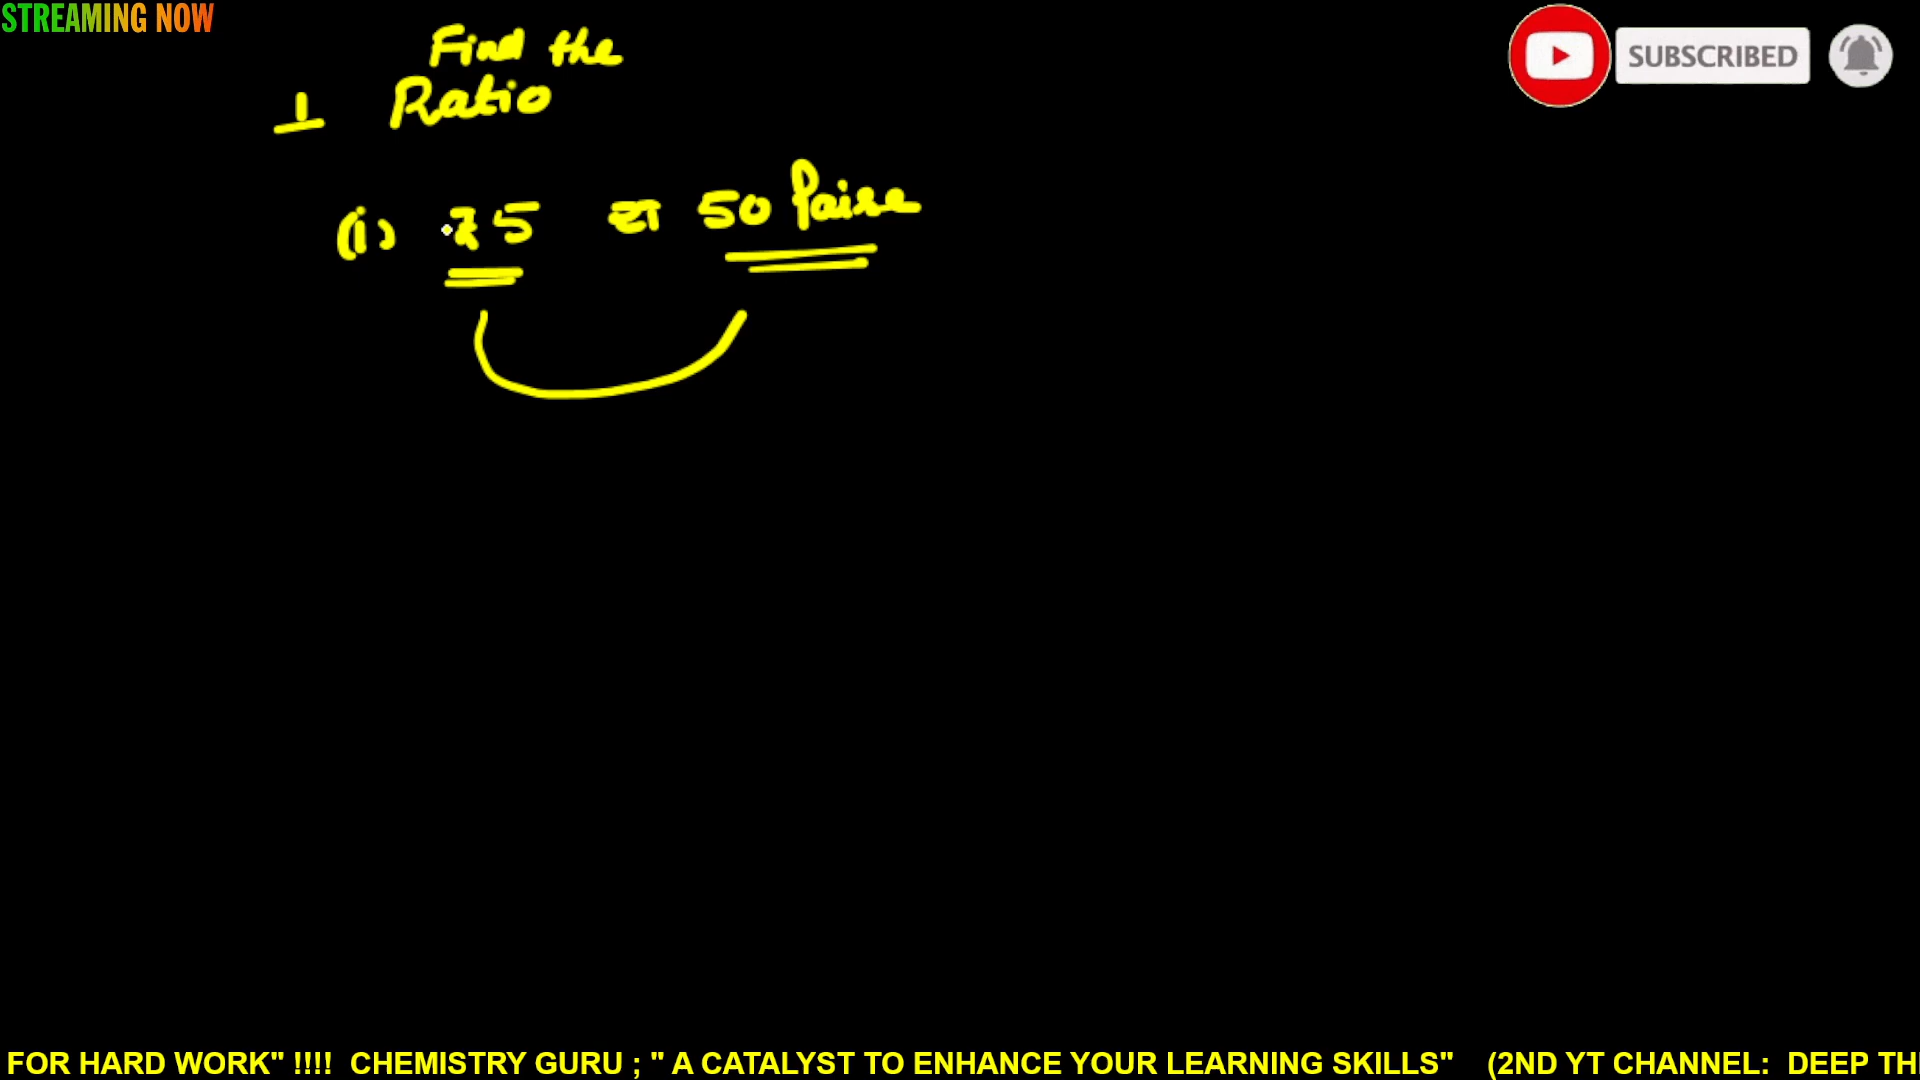 STREAMING NOW
SUBSCRIBED
Find the
1 Ratio
(i) ₹ 5 to 50 Paise
FOR HARD WORK" !!!! CHEMISTRY GURU ; " A CATALYST TO ENHANCE YOUR LEARNING SKILLS" (2ND YT CHANNEL: DEEP TH